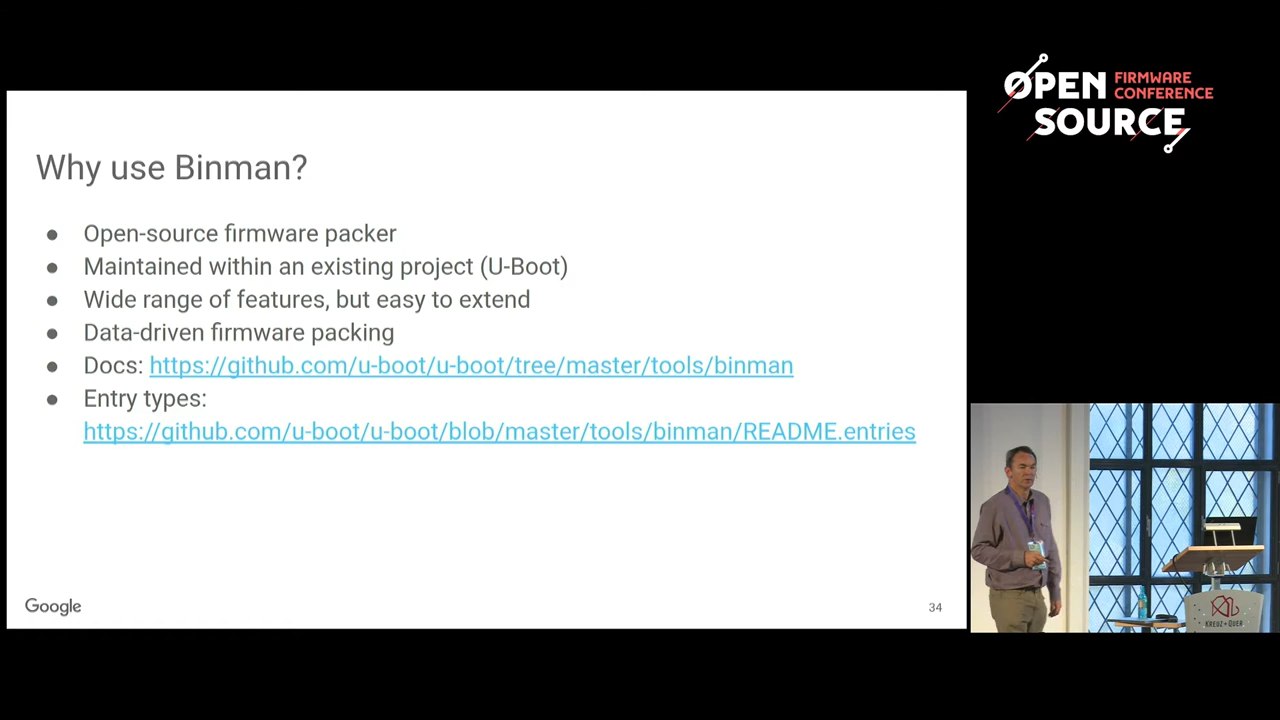 OPEN FIRMWARE CONFERENCE
SOURCE
Why use Binman?
● Open-source firmware packer
● Maintained within an existing project (U-Boot)
● Wide range of features, but easy to extend
● Data-driven firmware packing
● Docs: https://github.com/u-boot/u-boot/tree/master/tools/binman
● Entry types:
https://github.com/u-boot/u-boot/blob/master/tools/binman/README.entries
Google
34
KREUZ+QUER